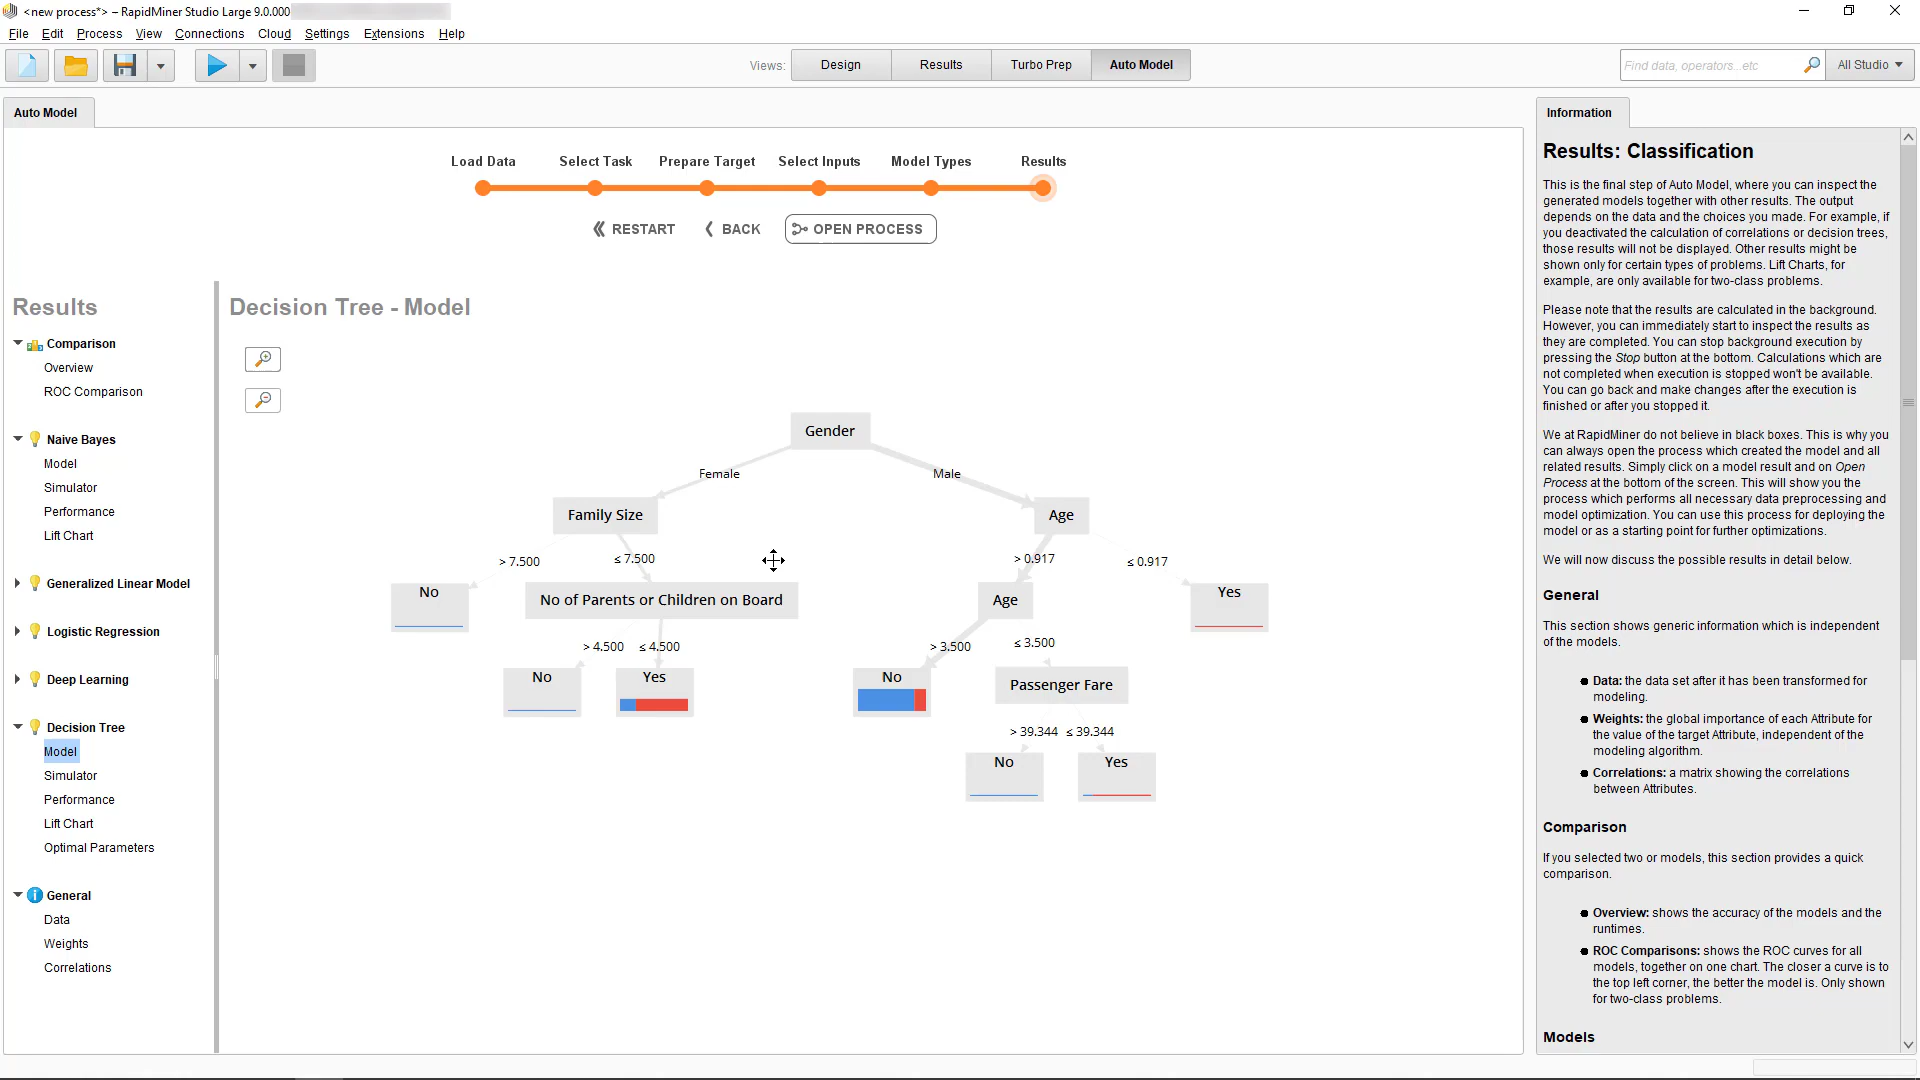 <new process*> – RapidMiner Studio Large 9.0.000
File Edit Process View Connections Cloud Settings Extensions Help
Views: Design Results Turbo Prep Auto Model
Find data, operators...etc
All Studio
Auto Model
Load Data Select Task Prepare Target Select Inputs Model Types Results
RESTART BACK OPEN PROCESS
Results
Comparison
Overview
ROC Comparison
Naive Bayes
Model
Simulator
Performance
Lift Chart
Generalized Linear Model
Logistic Regression
Deep Learning
Decision Tree
Model
Simulator
Performance
Lift Chart
Optimal Parameters
General
Data
Weights
Correlations
Decision Tree - Model
Gender
Female Male
Family Size Age
> 7.500 ≤ 7.500 > 0.917 ≤ 0.917
No No of Parents or Children on Board Age Yes
> 4.500 ≤ 4.500 > 3.500 ≤ 3.500
No Yes No Passenger Fare
> 39.344 ≤ 39.344
No Yes
Information
Results: Classification
This is the final step of Auto Model, where you can inspect the
generated models together with other results. The output
depends on the data and the choices you made. For example, if
you deactivated the calculation of correlations or decision trees,
those results will not be displayed. Other results might be
shown only for certain types of problems. Lift Charts, for
example, are only available for two-class problems.
Please note that the results are calculated in the background.
However, you can immediately start to inspect the results as
they are completed. You can stop background execution by
pressing the Stop button at the bottom. Calculations which are
not completed when execution is stopped won't be available.
You can go back and make changes after the execution is
finished or after you stopped it.
We at RapidMiner do not believe in black boxes. This is why you
can always open the process which created the model and all
related results. Simply click on a model result and on Open
Process at the bottom of the screen. This will show you the
process which performs all necessary data preprocessing and
model optimization. You can use this process for deploying the
model or as a starting point for further optimizations.
We will now discuss the possible results in detail below.
General
This section shows generic information which is independent
of the models.
Data: the data set after it has been transformed for
modeling.
Weights: the global importance of each Attribute for
the value of the target Attribute, independent of the
modeling algorithm.
Correlations: a matrix showing the correlations
between Attributes.
Comparison
If you selected two or models, this section provides a quick
comparison.
Overview: shows the accuracy of the models and the
runtimes.
ROC Comparisons: shows the ROC curves for all
models, together on one chart. The closer a curve is to
the top left corner, the better the model is. Only shown
for two-class problems.
Models